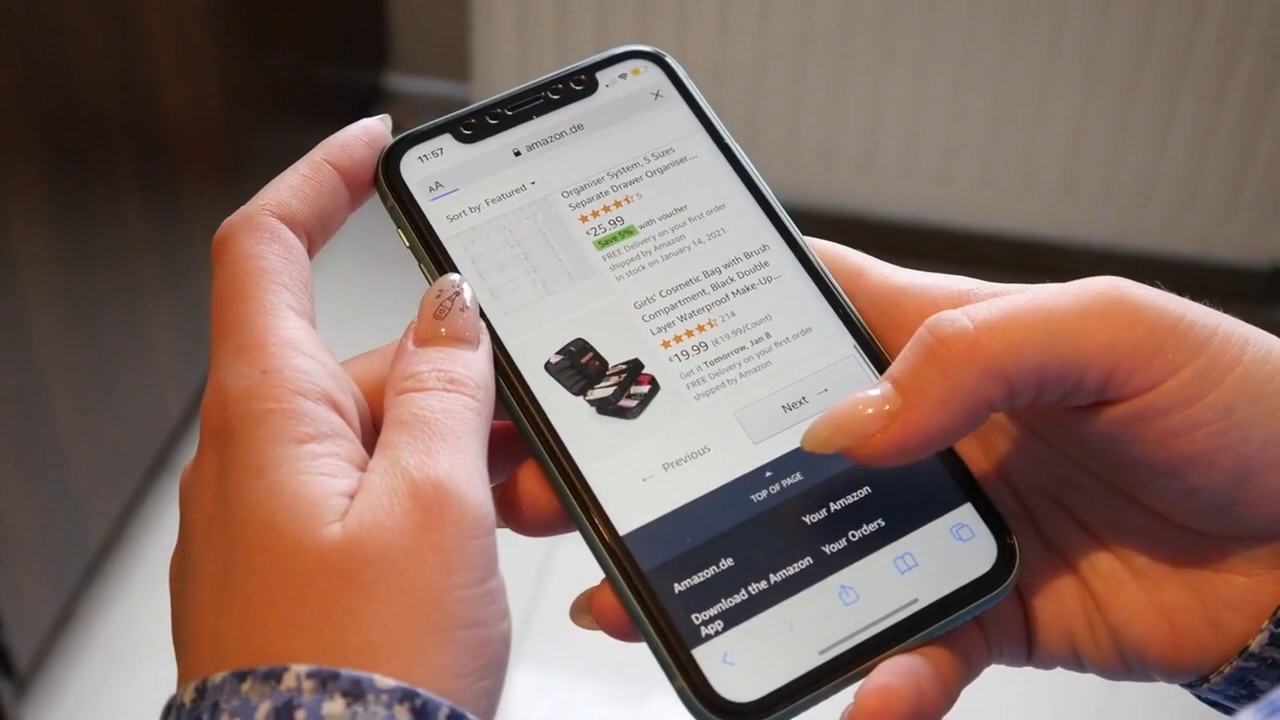 11:57
amazon.de
AA
Sort by: Featured
Organiser System, 5 Sizes
Separate Drawer Organiser...
5
€25.99
Save 5% with voucher
FREE Delivery on your first order
shipped by Amazon
In stock on January 14, 2021.
Girls' Cosmetic Bag with Brush
Compartment, Black Double
Layer Waterproof Make-Up...
214
€19.99 (€19.99/Count)
Get it Tomorrow, Jan 8
FREE Delivery on your first order
shipped by Amazon
Next →
← Previous
TOP OF PAGE
Amazon.de
Your Amazon
Download the Amazon
App
Your Orders